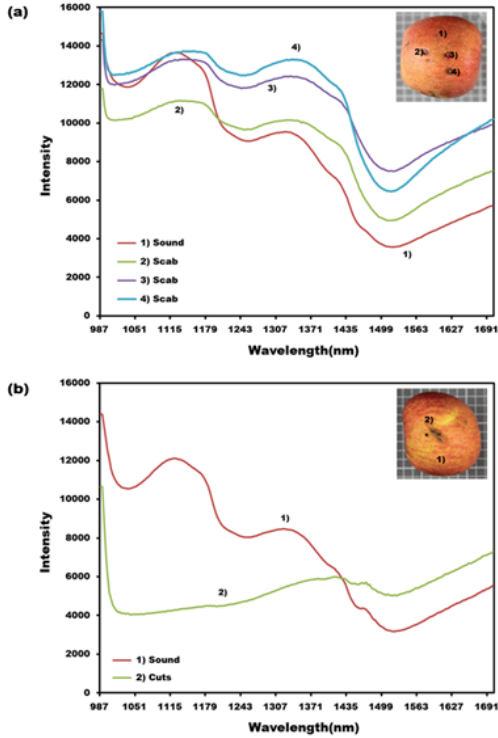 (a)
16000
14000
12000
10000
8000
6000
4000
2000
0
Intensity
1)
2)
3)
4)
4)
3)
2)
1)
1) Sound
2) Scab
3) Scab
4) Scab
987 1051 1115 1179 1243 1307 1371 1435 1499 1563 1627 1691
Wavelength(nm)
(b)
16000
14000
12000
10000
8000
6000
4000
2000
0
Intensity
2)
1)
1)
2)
1) Sound
2) Cuts
987 1051 1115 1179 1243 1307 1371 1435 1499 1563 1627 1691
Wavelength(nm)